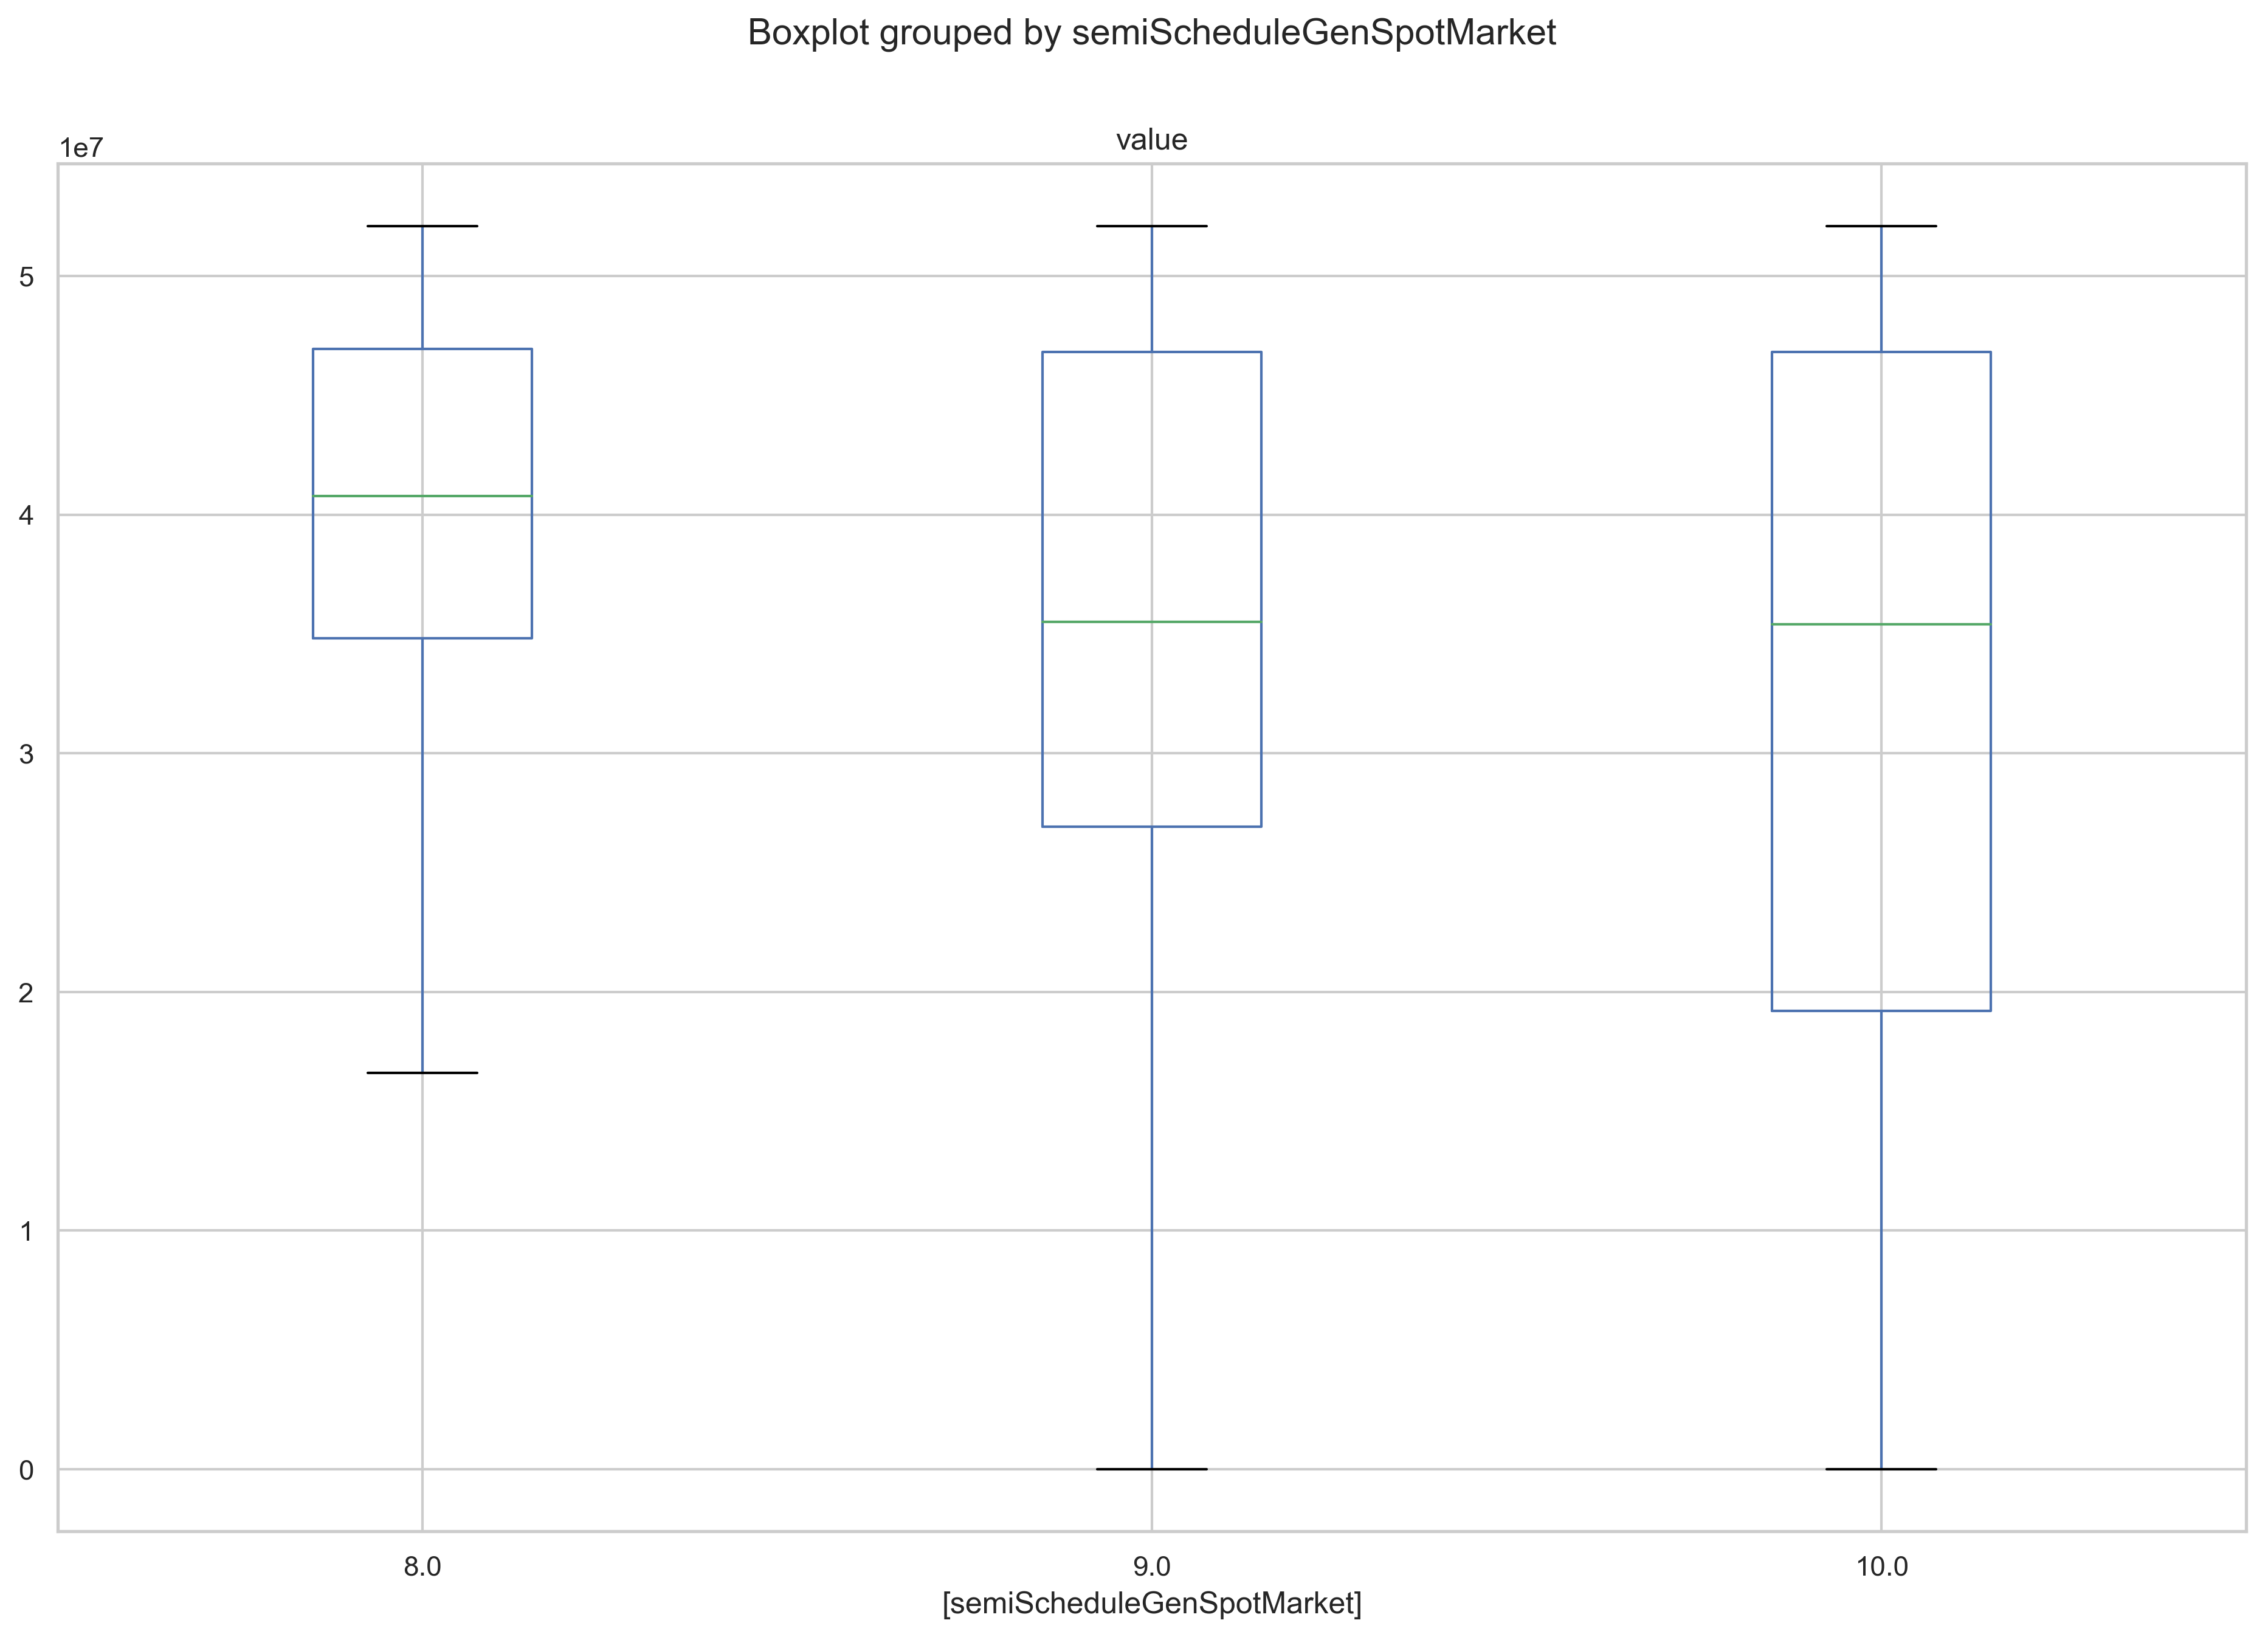 Boxplot grouped by semiScheduleGenSpotMarket
value
1e7
5
4
3
2
1
0
8.0 9.0 10.0
[semiScheduleGenSpotMarket]